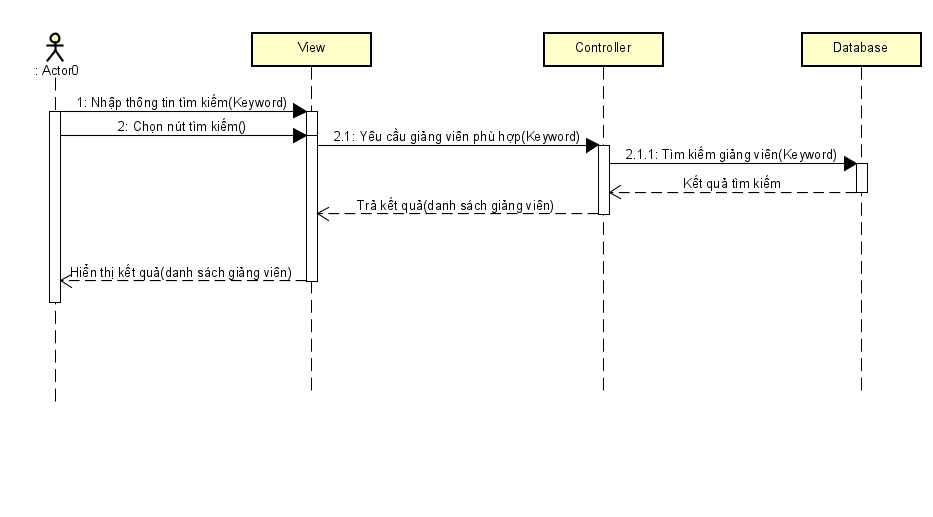 : Actor0
View
Controller
Database
1: Nhập thông tin tìm kiếm(Keyword)
2: Chọn nút tìm kiếm()
2.1: Yêu cầu giảng viên phù hợp(Keyword)
2.1.1: Tìm kiếm giảng viên(Keyword)
Kết quả tìm kiếm
Trả kết quả(danh sách giảng viên)
Hiển thị kết quả(danh sách giảng viên)